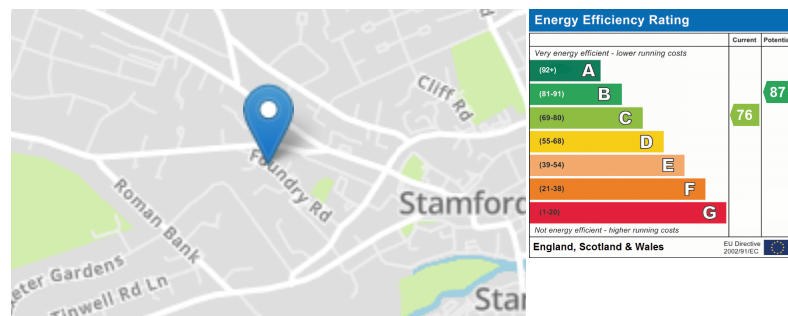 Cliff Rd
Foundry Rd
Stamford
Roman Bank
eter Gardens
Tinwell Rd Ln
Sta
Energy Efficiency Rating
Current Potentia
Very energy efficient - lower running costs
(92+) A
(81-91) B 87
(69-80) C 76
(55-68) D
(39-54) E
(21-38) F
(1-20) G
Not energy efficient - higher running costs
England, Scotland & Wales
EU Directive
2002/91/EC